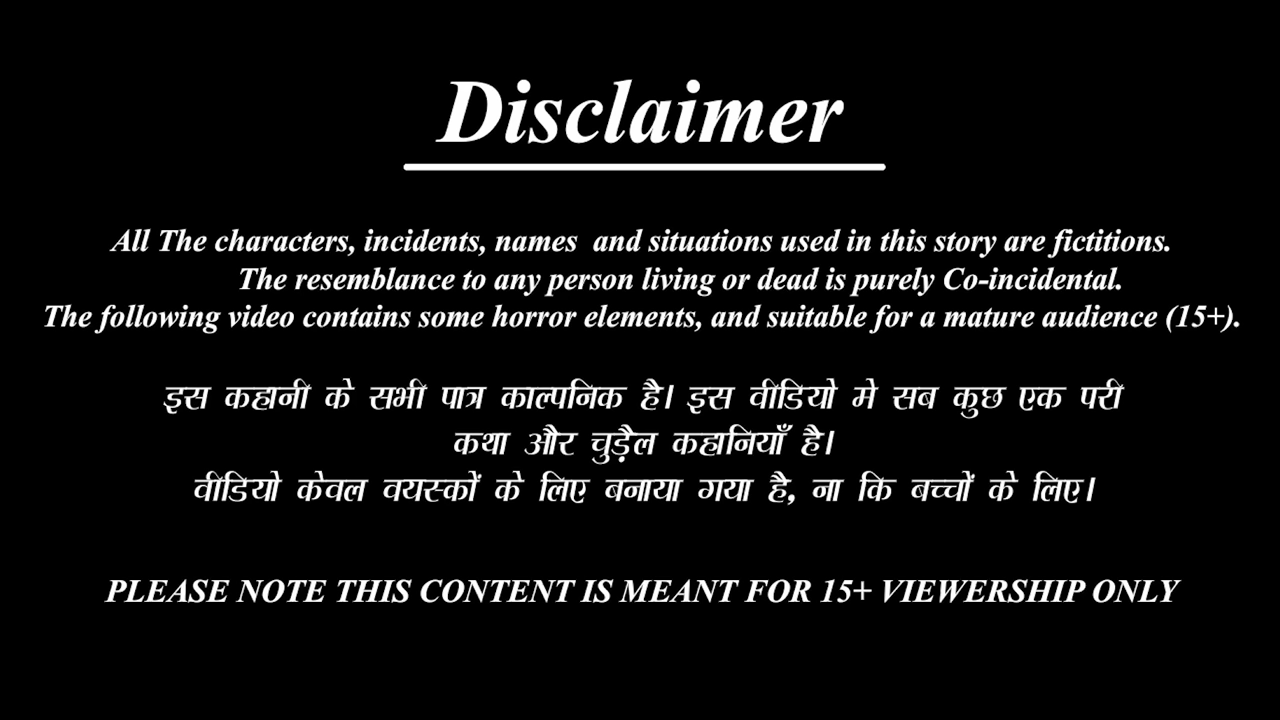 Disclaimer
All The characters, incidents, names and situations used in this story are fictitions.
The resemblance to any person living or dead is purely Co-incidental.
The following video contains some horror elements, and suitable for a mature audience (15+).
इस कहानी के सभी पात्र काल्पनिक है। इस वीडियो मे सब कुछ एक परी
कथा और चुड़ैल कहानियाँ है।
वीडियो केवल वयस्कों के लिए बनाया गया है, ना कि बच्चों के लिए।
PLEASE NOTE THIS CONTENT IS MEANT FOR 15+ VIEWERSHIP ONLY